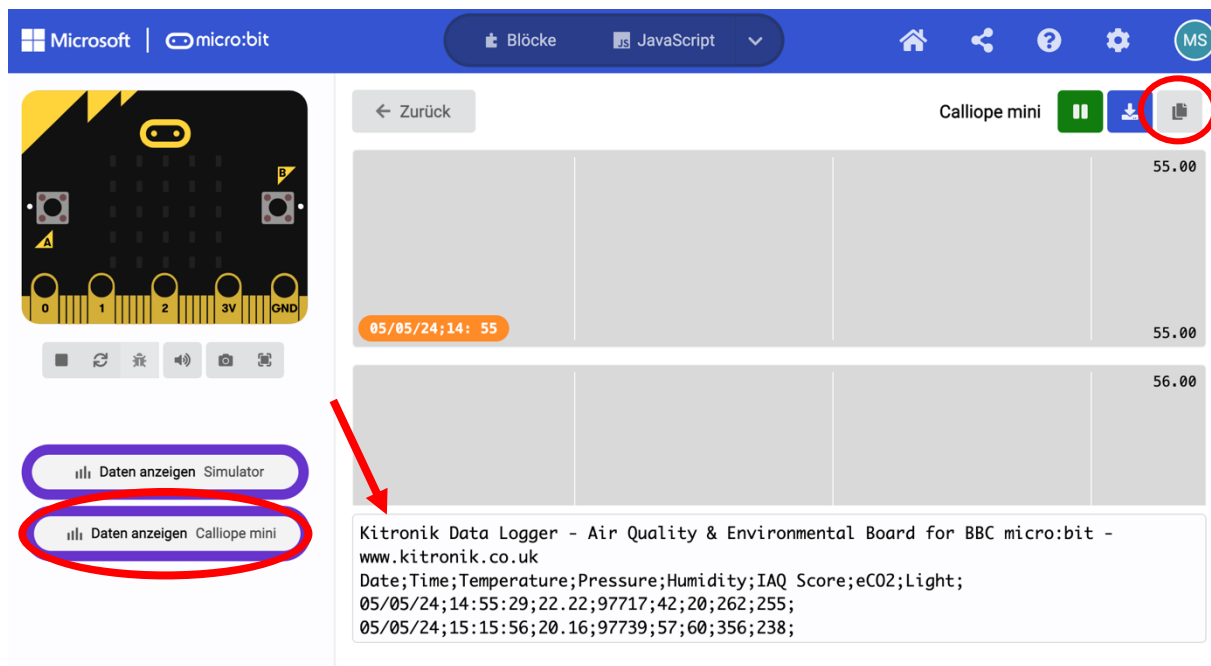 Microsoft | micro:bit
Blöcke
JS JavaScript
MS
← Zurück
Calliope mini
B
A
0 1 2 3V GND
55.00
05/05/24;14: 55
55.00
56.00
Daten anzeigen Simulator
Daten anzeigen Calliope mini
Kitronik Data Logger - Air Quality & Environmental Board for BBC micro:bit -
www.kitronik.co.uk
Date;Time;Temperature;Pressure;Humidity;IAQ Score;eCO2;Light;
05/05/24;14:55:29;22.22;97717;42;20;262;255;
05/05/24;15:15:56;20.16;97739;57;60;356;238;